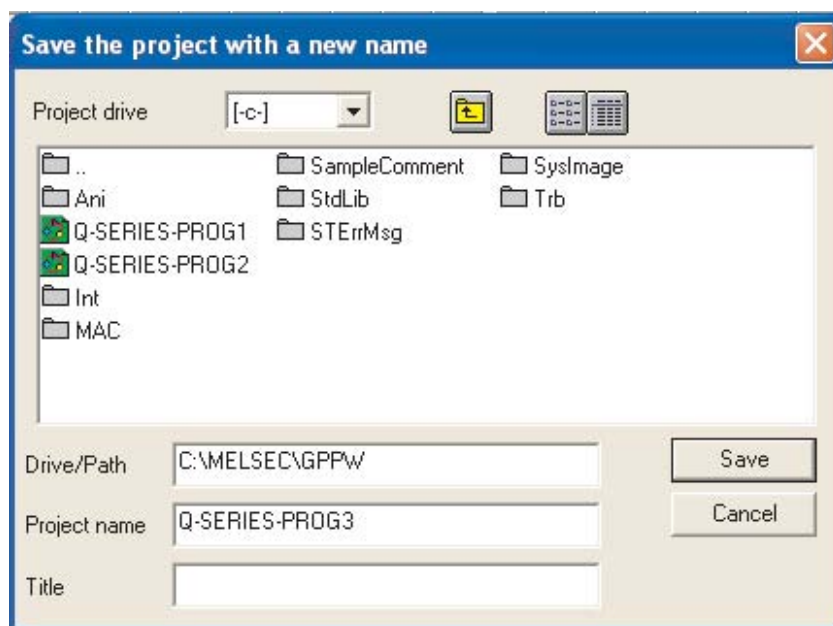 Save the project with a new name
Project drive [-c-]
.. SampleComment SysImage
Ani StdLib Trb
Q-SERIES-PROG1 STErrMsg
Q-SERIES-PROG2
Int
MAC
Drive/Path C:\MELSEC\GPPW Save
Project name Q-SERIES-PROG3 Cancel
Title